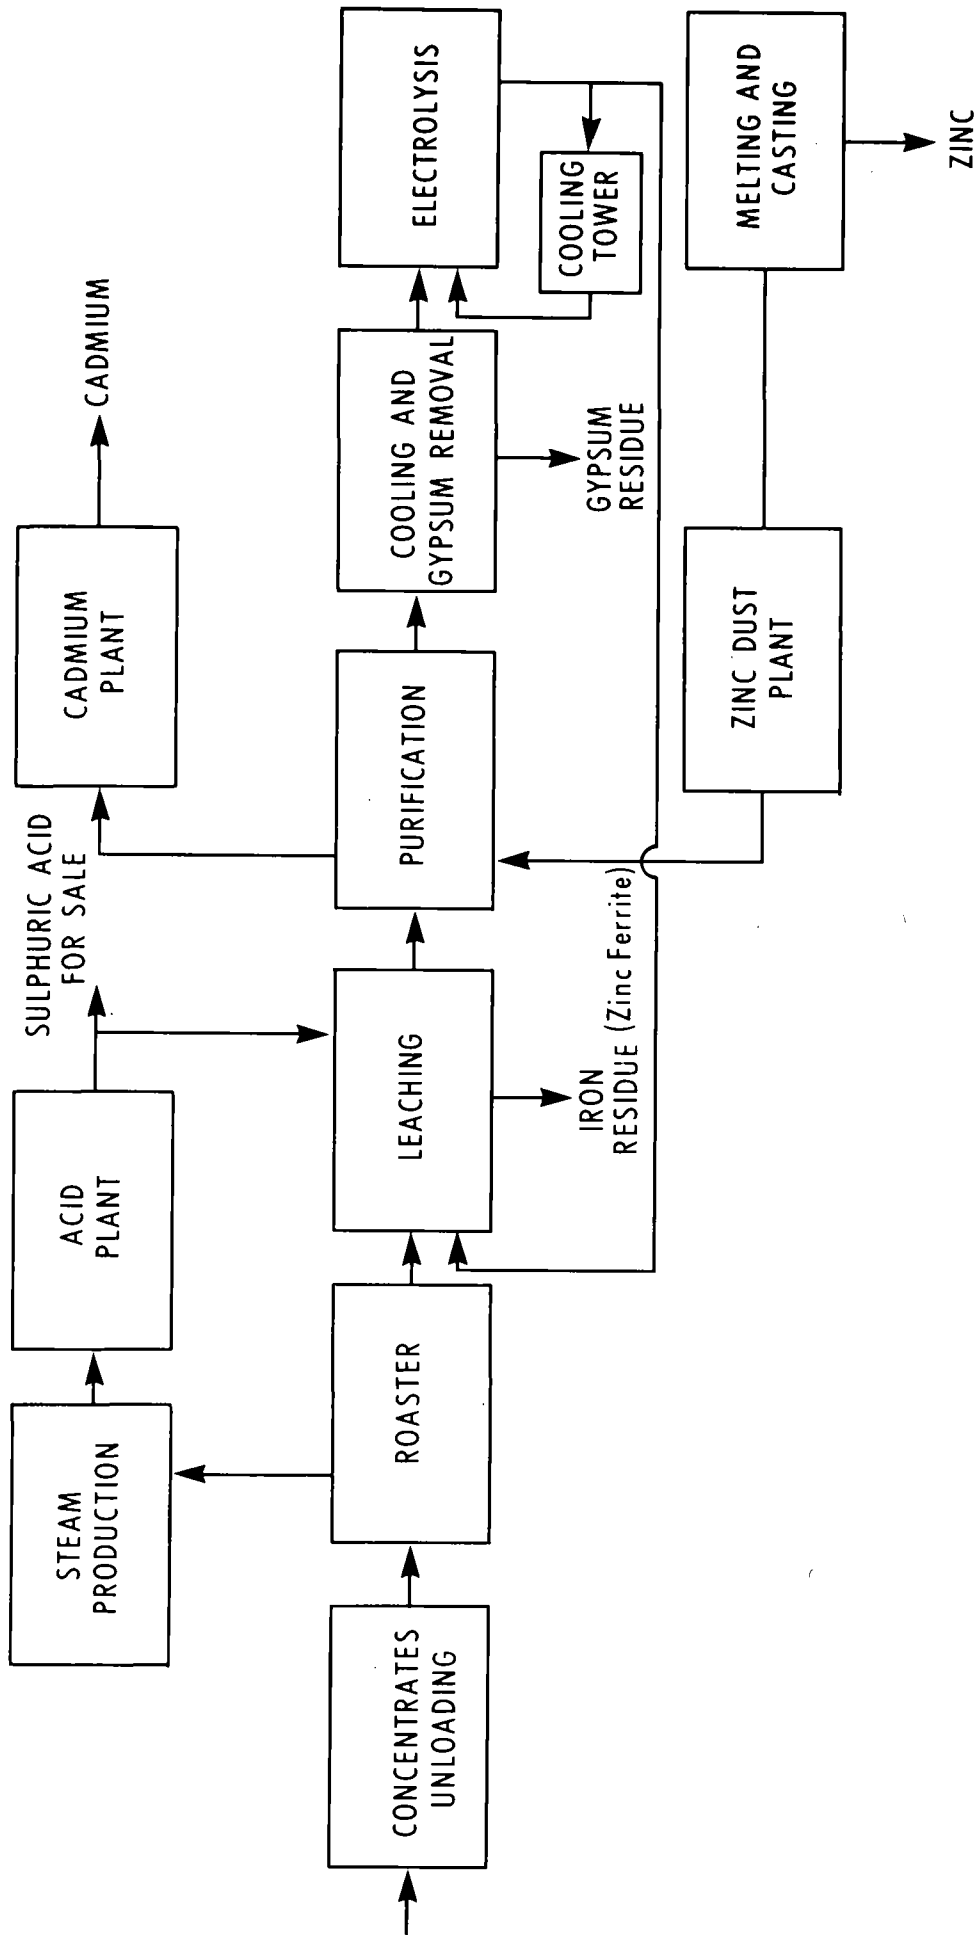 STEAM
PRODUCTION
ACID
PLANT
SULPHURIC ACID
FOR SALE
CADMIUM
PLANT
CADMIUM
CONCENTRATES
UNLOADING
ROASTER
LEACHING
PURIFICATION
COOLING AND
GYPSUM REMOVAL
ELECTROLYSIS
COOLING
TOWER
IRON
RESIDUE (Zinc Ferrite)
GYPSUM
RESIDUE
ZINC DUST
PLANT
MELTING AND
CASTING
ZINC